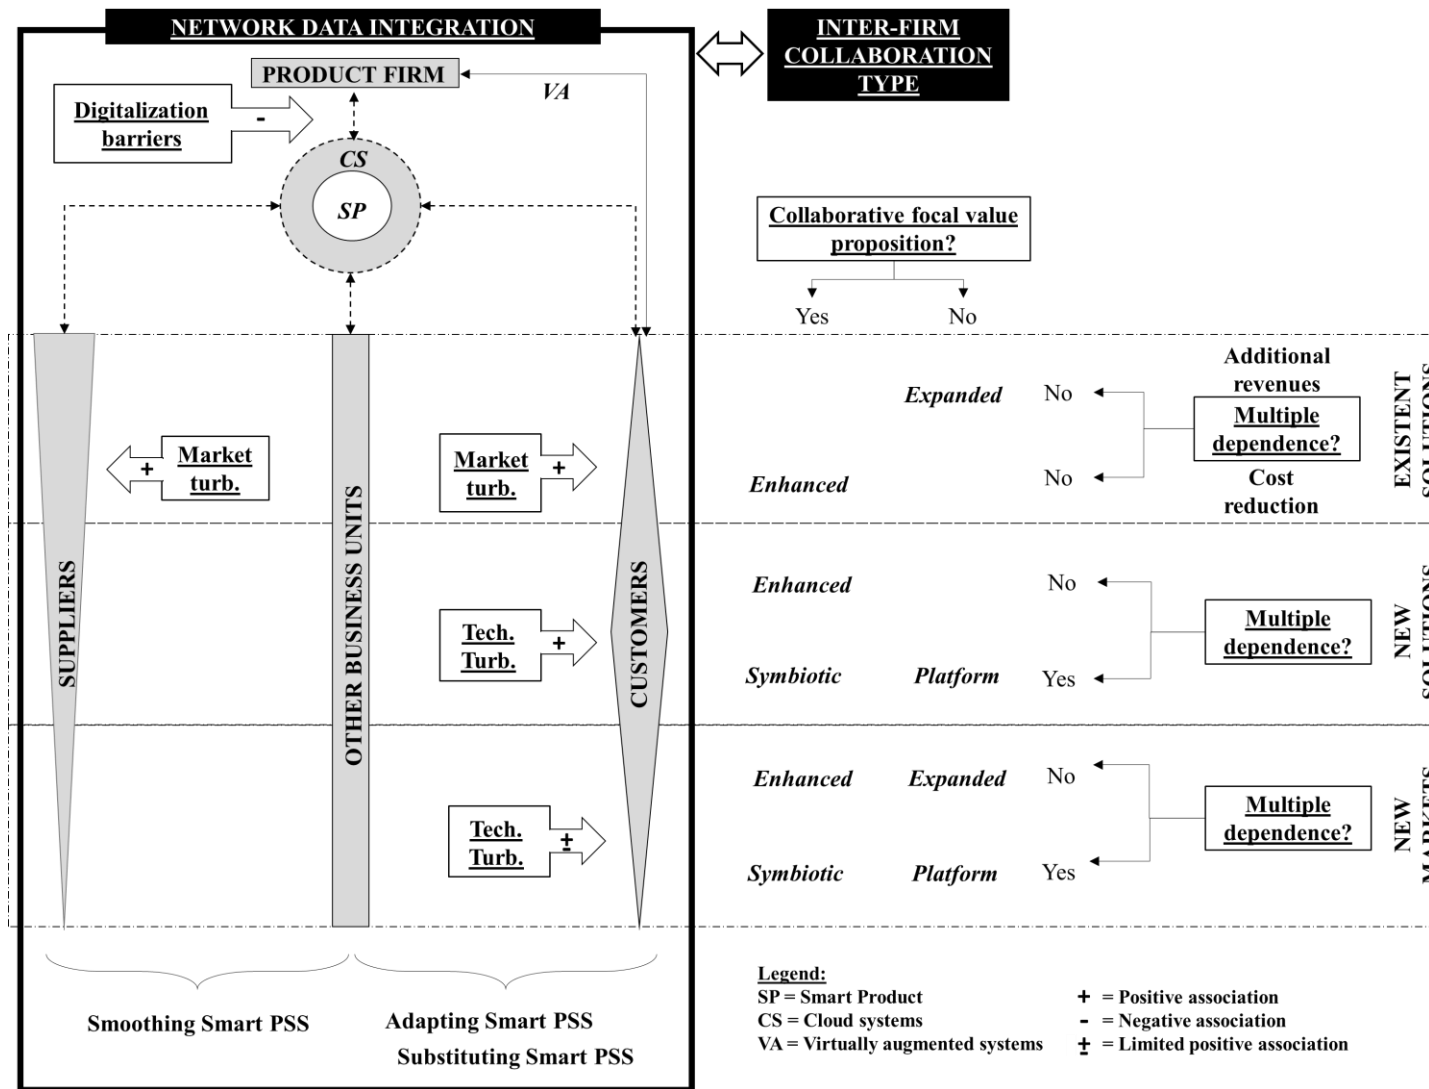 NETWORK DATA INTEGRATION
INTER-FIRM
COLLABORATION
TYPE
PRODUCT FIRM
VA
Digitalization
barriers
-
CS
SP
Collaborative focal value
proposition?
Yes
No
Additional
revenues
Expanded
No
Multiple
dependence?
EXISTENT
SOLUTIONS
Market
turb.
+
Market
turb.
+
Enhanced
No
Cost
reduction
SUPPLIERS
OTHER BUSINESS UNITS
CUSTOMERS
Enhanced
No
Tech.
Turb.
+
Multiple
dependence?
NEW
SOLUTIONS
Symbiotic
Platform
Yes
Enhanced
Expanded
No
Tech.
Turb.
±
Multiple
dependence?
NEW
MARKETS
Symbiotic
Platform
Yes
Smoothing Smart PSS
Adapting Smart PSS
Substituting Smart PSS
Legend:
SP = Smart Product
+ = Positive association
CS = Cloud systems
- = Negative association
VA = Virtually augmented systems
± = Limited positive association